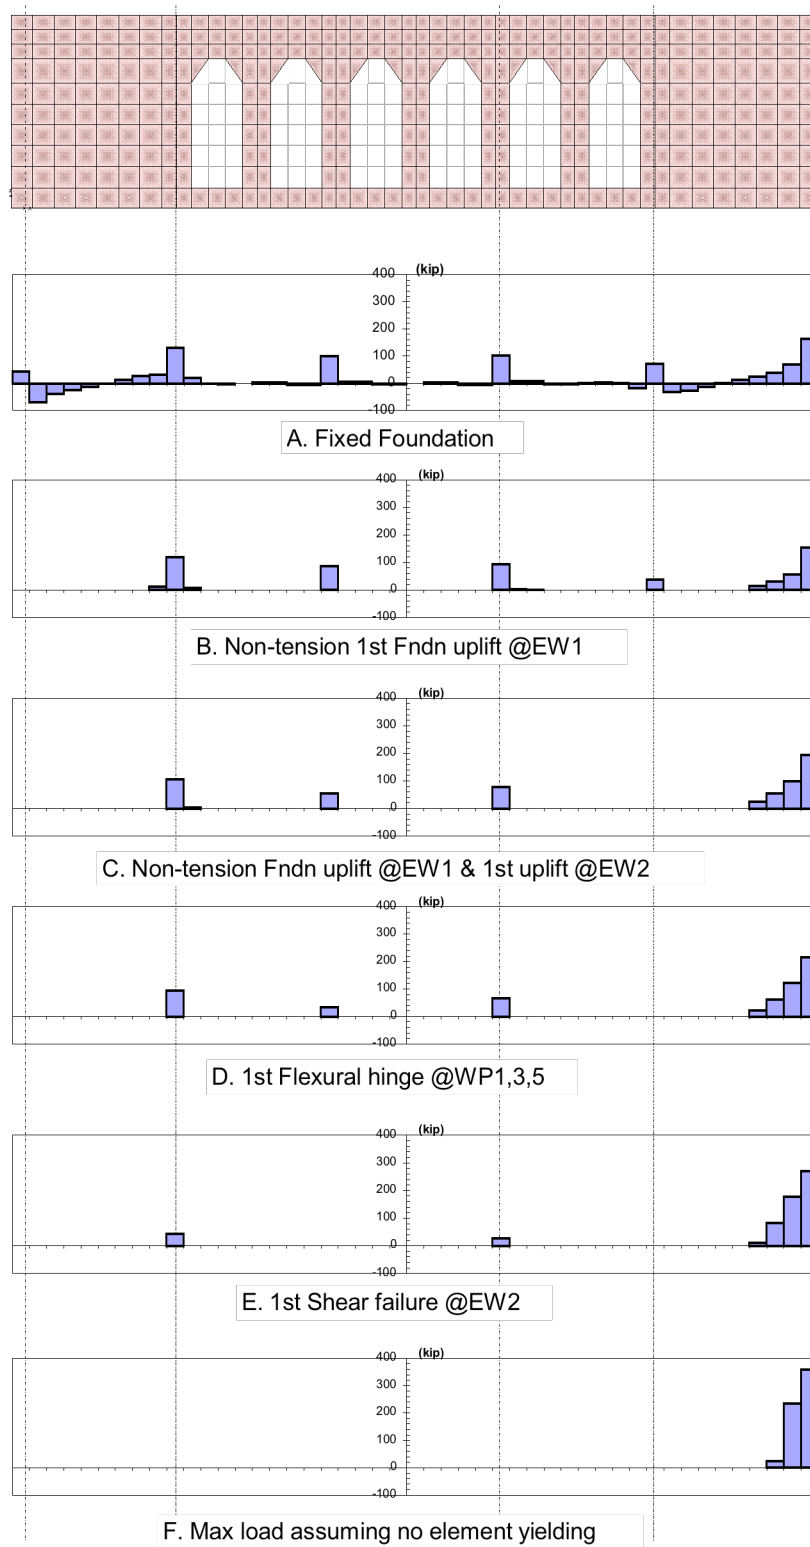 400 (kip)
300
200
100
0
-100
A. Fixed Foundation
400 (kip)
300
200
100
0
-100
B. Non-tension 1st Fndn uplift @EW1
400 (kip)
300
200
100
0
-100
C. Non-tension Fndn uplift @EW1 & 1st uplift @EW2
400 (kip)
300
200
100
0
-100
D. 1st Flexural hinge @WP1,3,5
400 (kip)
300
200
100
0
-100
E. 1st Shear failure @EW2
400 (kip)
300
200
100
0
-100
F. Max load assuming no element yielding